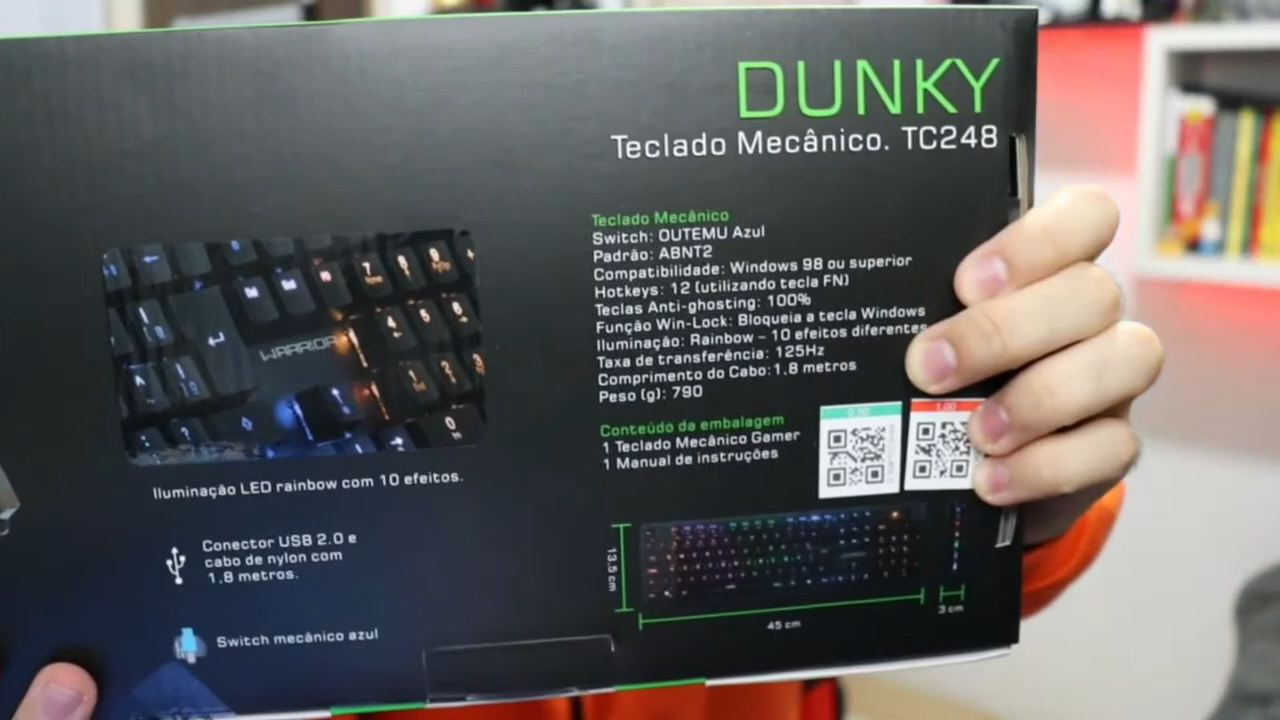 DUNKY
Teclado Mecânico. TC248
Teclado Mecânico
Switch: OUTEMU Azul
Padrão: ABNT2
Compatibilidade: Windows 98 ou superior
Hotkeys: 12 (utilizando tecla FN)
Teclas Anti-ghosting: 100%
Função Win-Lock: Bloqueia a tecla Windows
Iluminação: Rainbow – 10 efeitos diferentes
Taxa de transferência: 125Hz
Comprimento do Cabo: 1,8 metros
Peso (g): 790
Conteúdo da embalagem
1 Teclado Mecânico Gamer
1 Manual de instruções
WARRIOR
Iluminação LED rainbow com 10 efeitos.
Conector USB 2.0 e
cabo de nylon com
1,8 metros.
Switch mecânico azul
13,5 cm
45 cm
3 cm